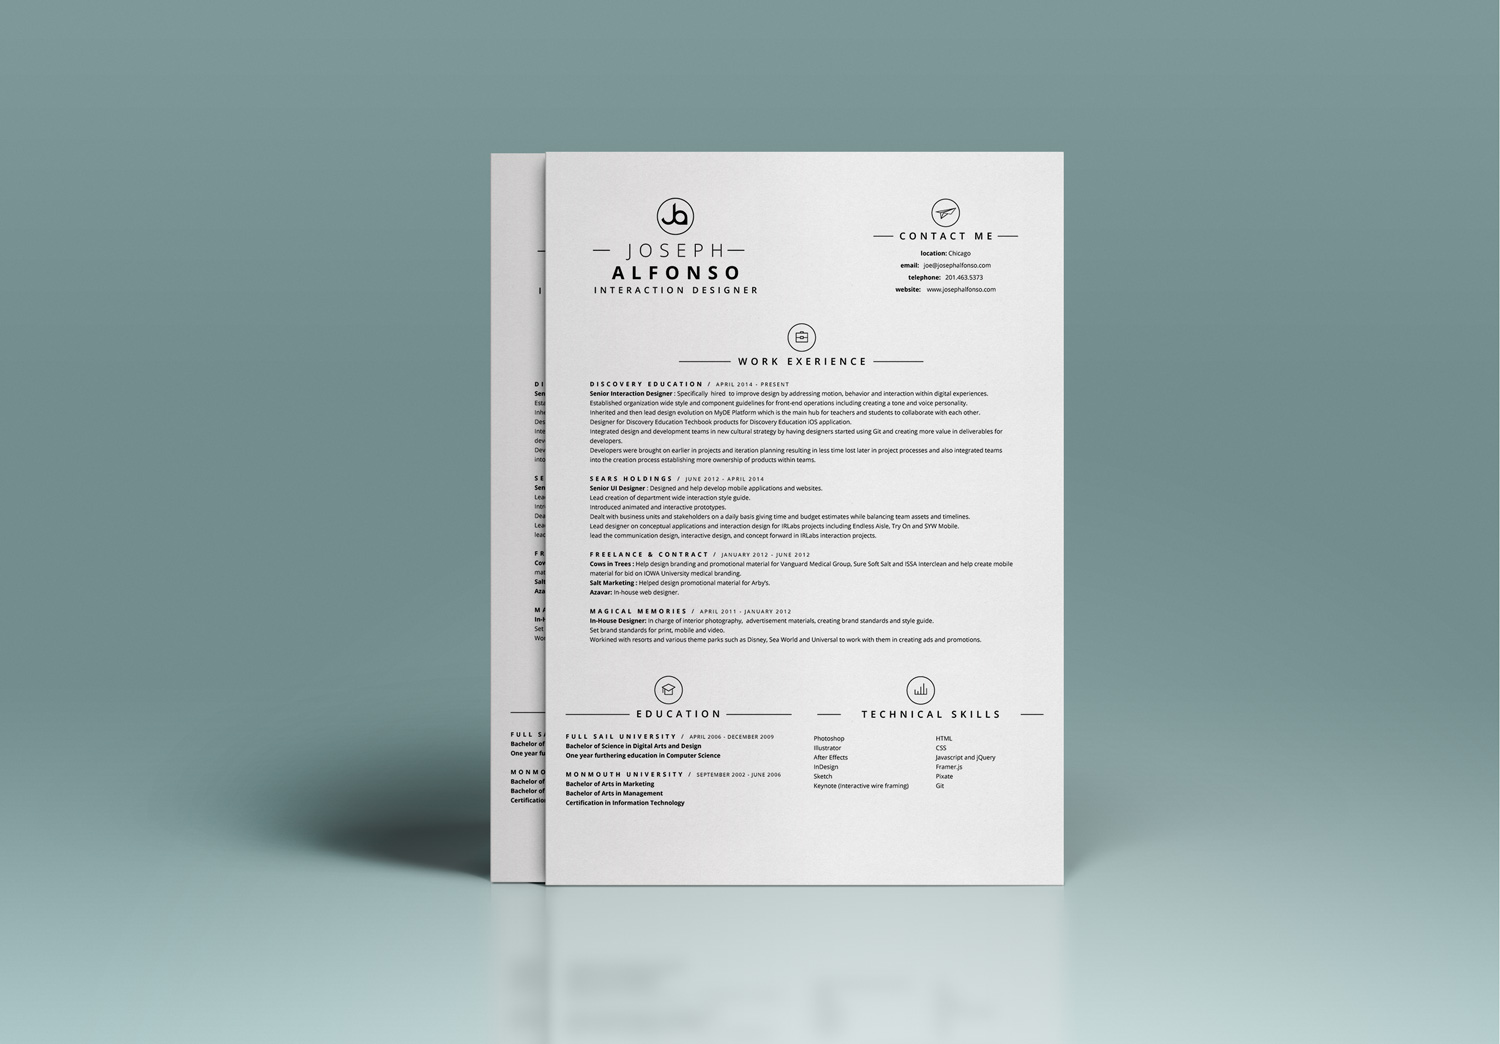 Ja
JOSEPH
ALFONSO
INTERACTION DESIGNER
CONTACT ME
location: Chicago
email: joe@josephalfonso.com
telephone: 201.463.5373
website: www.josephalfonso.com
WORK EXERIENCE
DISCOVERY EDUCATION / APRIL 2014 - PRESENT
Senior Interaction Designer : Specifically hired to improve design by addressing motion, behavior and interaction within digital experiences.
Established organization wide style and component guidelines for front-end operations including creating a tone and voice personality.
Inherited and then lead design evolution on MyDE Platform which is the main hub for teachers and students to collaborate with each other.
Designer for Discovery Education Techbook products for Discovery Education iOS application.
Integrated design and development teams in new cultural strategy by having designers started using Git and creating more value in deliverables for
developers.
Developers were brought on earlier in projects and iteration planning resulting in less time lost later in project processes and also integrated teams
into the creation process establishing more ownership of products within teams.
SEARS HOLDINGS / JUNE 2012 - APRIL 2014
Senior UI Designer : Designed and help develop mobile applications and websites.
Lead creation of department wide interaction style guide.
Introduced animated and interactive prototypes.
Dealt with business units and stakeholders on a daily basis giving time and budget estimates while balancing team assets and timelines.
Lead designer on conceptual applications and interaction design for IRLabs projects including Endless Aisle, Try On and SYW Mobile.
lead the communication design, interactive design, and concept forward in IRLabs interaction projects.
FREELANCE & CONTRACT / JANUARY 2012 - JUNE 2012
Cows in Trees : Help design branding and promotional material for Vanguard Medical Group, Sure Soft Salt and ISSA Interclean and help create mobile
material for bid on IOWA University medical branding.
Salt Marketing : Helped design promotional material for Arby's.
Azavar: In-house web designer.
MAGICAL MEMORIES / APRIL 2011 - JANUARY 2012
In-House Designer: In charge of interior photography, advertisement materials, creating brand standards and style guide.
Set brand standards for print, mobile and video.
Workined with resorts and various theme parks such as Disney, Sea World and Universal to work with them in creating ads and promotions.
EDUCATION
FULL SAIL UNIVERSITY / APRIL 2006 - DECEMBER 2009
Bachelor of Science in Digital Arts and Design
One year furthering education in Computer Science
MONMOUTH UNIVERSITY / SEPTEMBER 2002 - JUNE 2006
Bachelor of Arts in Marketing
Bachelor of Arts in Management
Certification in Information Technology
TECHNICAL SKILLS
Photoshop
Illustrator
After Effects
InDesign
Sketch
Keynote (Interactive wire framing)
HTML
CSS
Javascript and jQuery
Framer.js
Pixate
Git